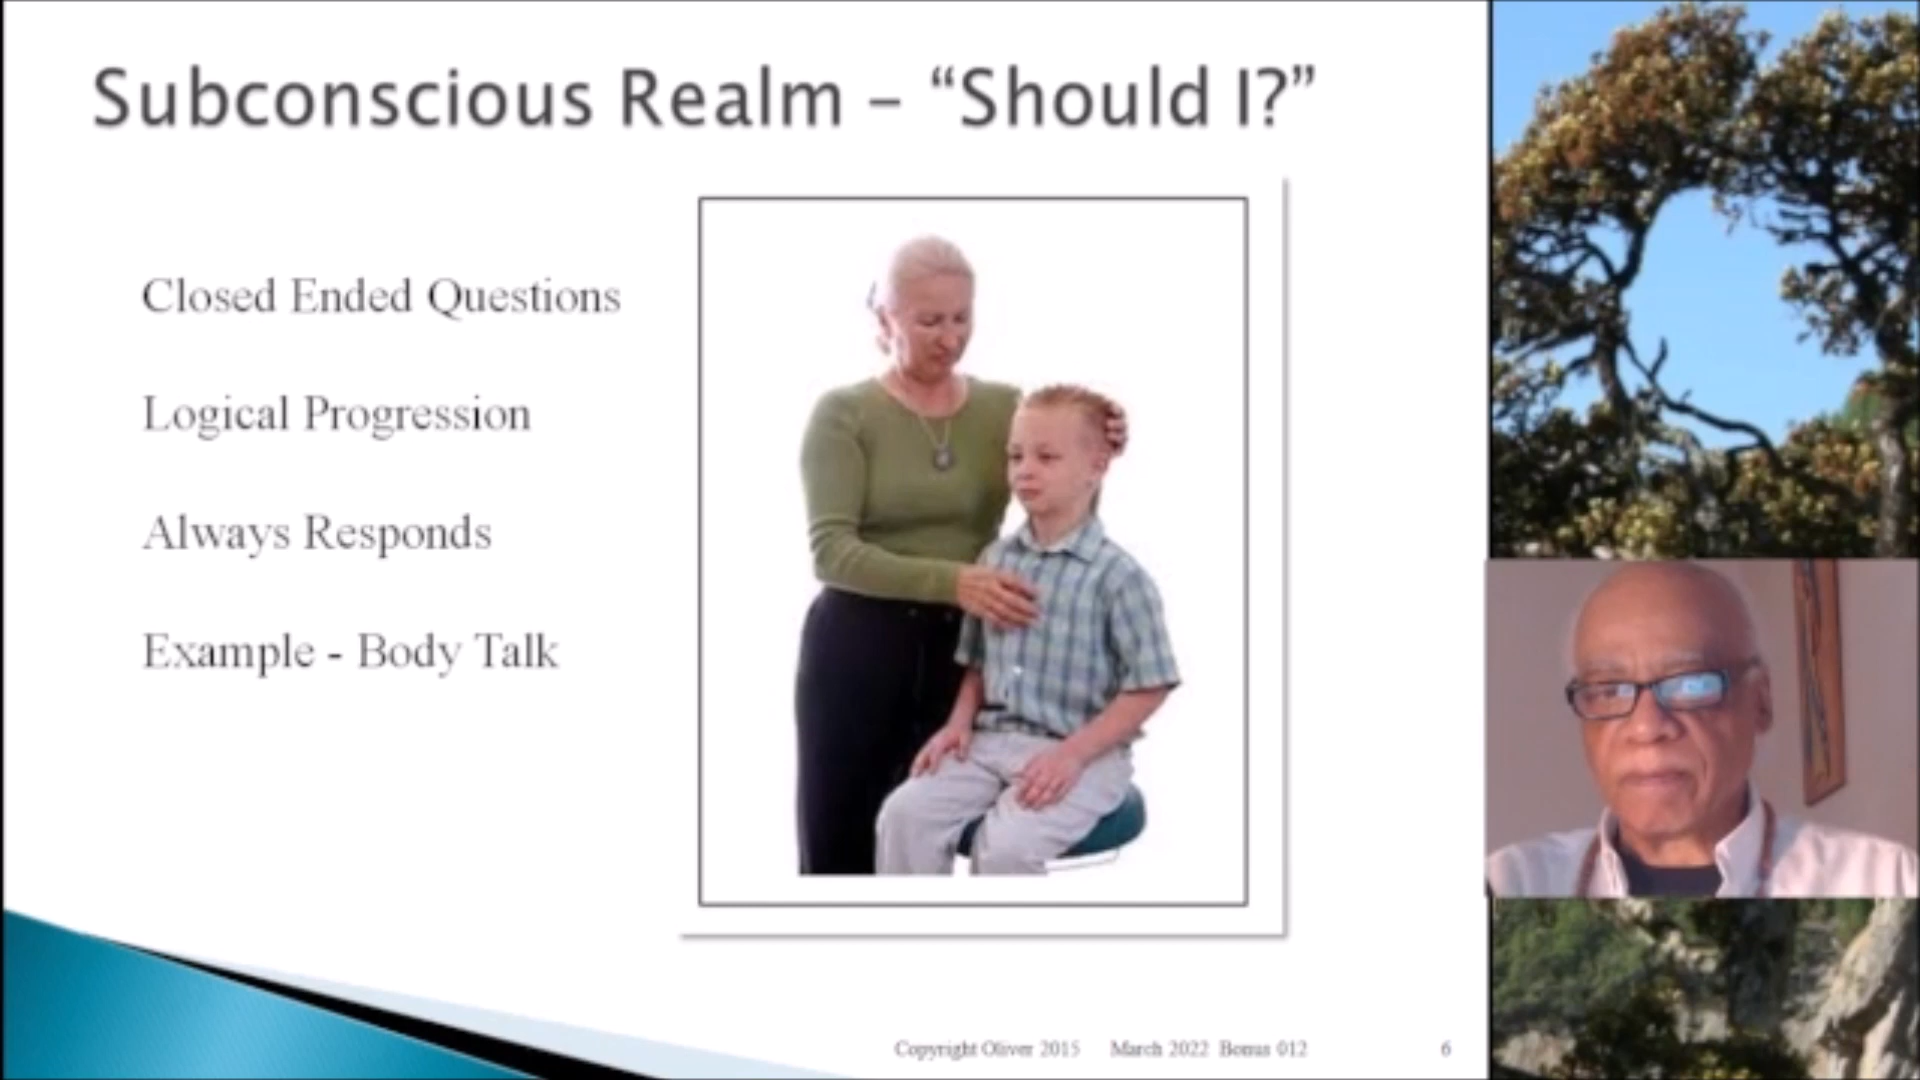 Subconscious Realm – “Should I?”
Closed Ended Questions
Logical Progression
Always Responds
Example - Body Talk
Copyright Oliver 2015 March 2022 Bonus 012 6